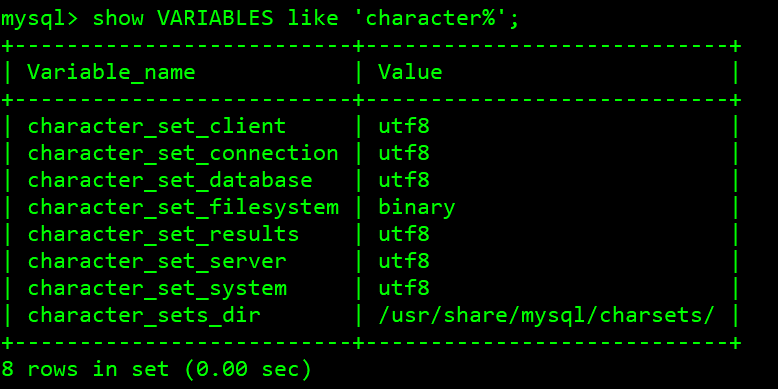 mysql> show VARIABLES like 'character%';
+--------------------------+----------------------------+
| Variable_name            | Value                      |
+--------------------------+----------------------------+
| character_set_client     | utf8                       |
| character_set_connection | utf8                       |
| character_set_database   | utf8                       |
| character_set_filesystem | binary                     |
| character_set_results    | utf8                       |
| character_set_server     | utf8                       |
| character_set_system     | utf8                       |
| character_sets_dir       | /usr/share/mysql/charsets/ |
+--------------------------+----------------------------+
8 rows in set (0.00 sec)